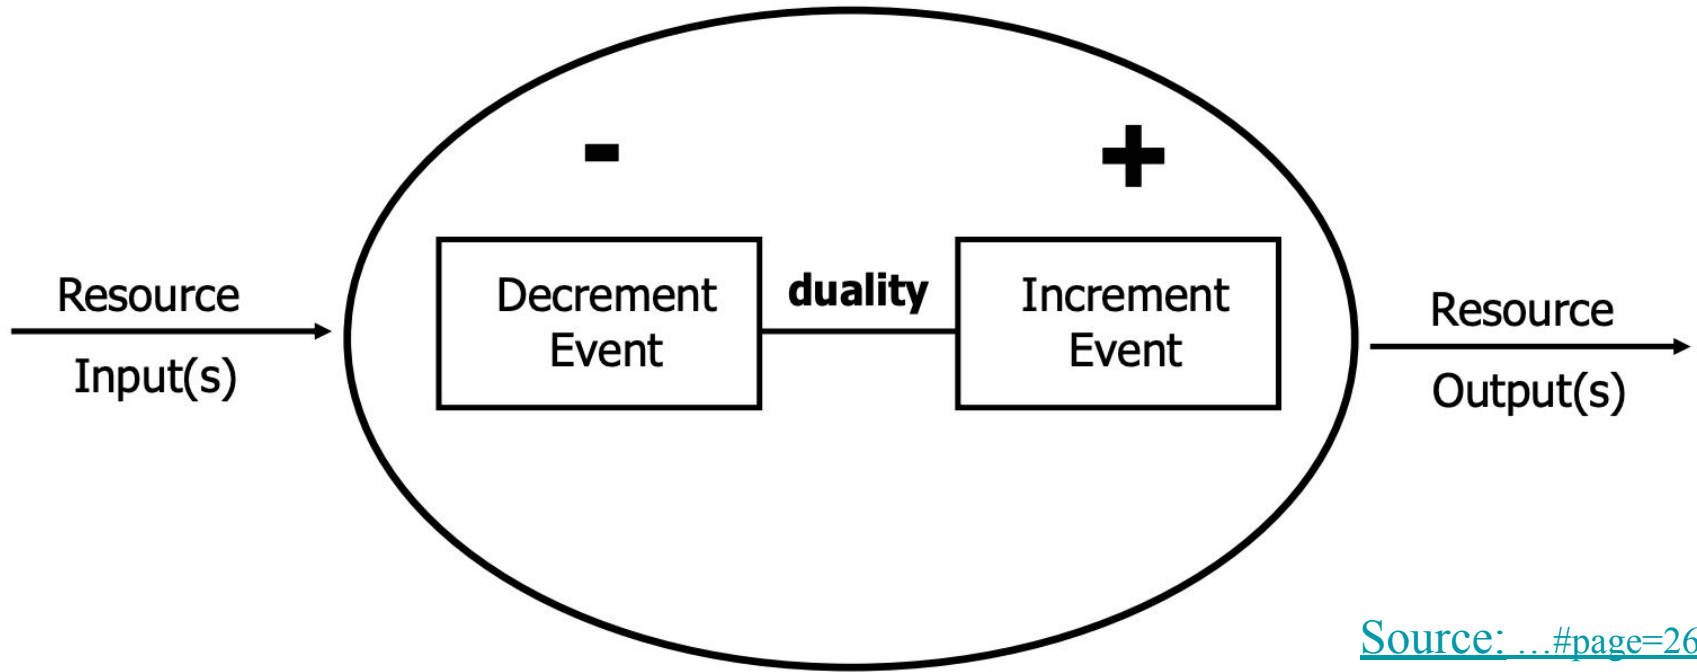 -
+
Resource
Input(s)
Decrement
Event
duality
Increment
Event
Resource
Output(s)
Source: ...#page=26